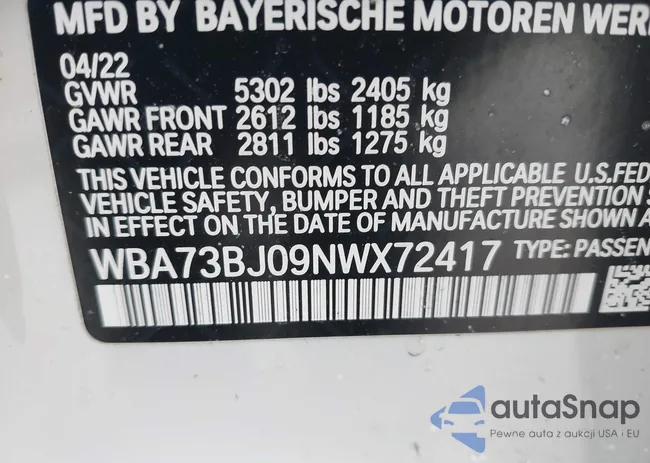 MFD BY BAYERISCHE MOTOREN WER
04/22
GVWR 5302 lbs 2405 kg
GAWR FRONT 2612 lbs 1185 kg
GAWR REAR 2811 lbs 1275 kg
THIS VEHICLE CONFORMS TO ALL APPLICABLE U.S.FED
VEHICLE SAFETY, BUMPER AND THEFT PREVENTION S
IN EFFECT ON THE DATE OF MANUFACTURE SHOWN A
WBA73BJ09NWX72417 TYPE: PASSEN
autoSnap
Pewne auta z aukcji USA i EU